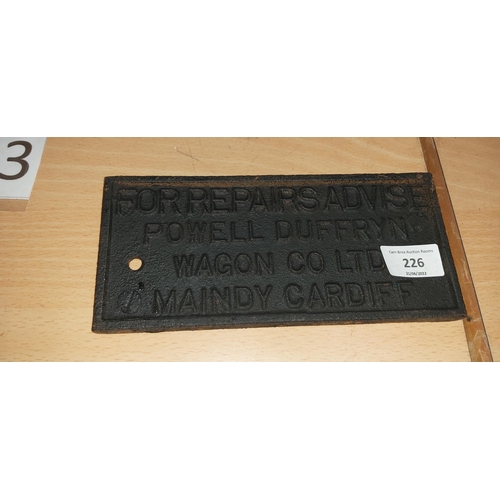 3
FOR REPAIRS ADVISE
POWELL DUFFRYN
WAGON CO LTD
MAINDY CARDIFF
226